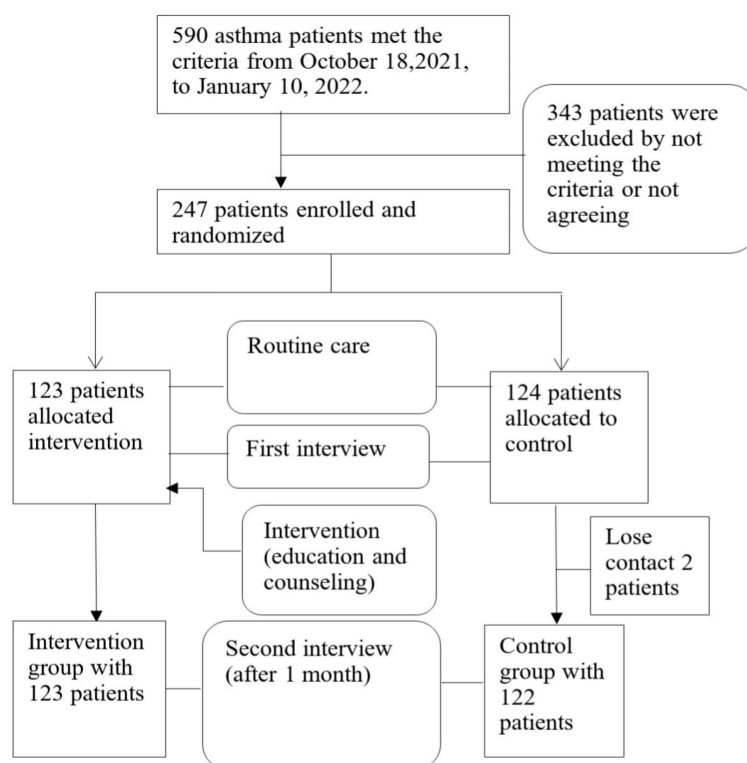 590 asthma patients met the
criteria from October 18,2021,
to January 10, 2022.
343 patients were
excluded by not
meeting the
criteria or not
agreeing
247 patients enrolled and
randomized
Routine care
123 patients
allocated
intervention
124 patients
allocated to
control
First interview
Intervention
(education and
counseling)
Lose
contact 2
patients
Intervention
group with
123 patients
Second interview
(after 1 month)
Control
group with
122
patients